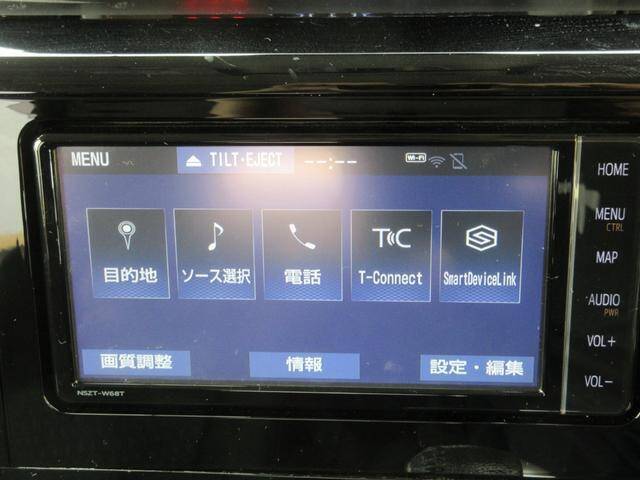 MENU
TILT·EJECT
--:--
Wi-Fi
目的地
ソース選択
電話
T-Connect
SmartDeviceLink
画質調整
情報
設定・編集
NSZT-W68T
HOME
MENU
CTRL
MAP
AUDIO
PWR
VOL+
VOL−